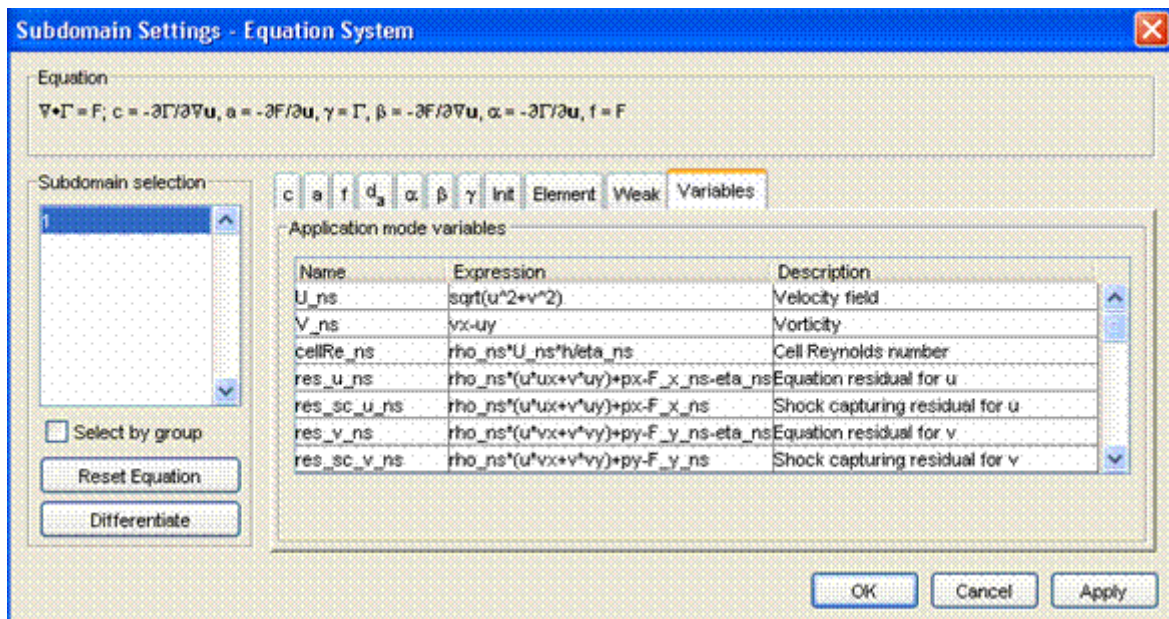 Subdomain Settings - Equation System
Equation
∇•Γ = F; c = -∂Γ/∂∇u, a = -∂F/∂u, γ = Γ, β = -∂F/∂∇u, α = -∂Γ/∂u, f = F
Subdomain selection
1
Select by group
Reset Equation
Differentiate
c a f da α β γ Init Element Weak Variables
Application mode variables
Name Expression Description
U_ns sqrt(u^2+v^2) Velocity field
V_ns vx-uy Vorticity
cellRe_ns rho_ns*U_ns*h/eta_ns Cell Reynolds number
res_u_ns rho_ns*(u*ux+v*uy)+px-F_x_ns-eta_ns Equation residual for u
res_sc_u_ns rho_ns*(u*ux+v*uy)+px-F_x_ns Shock capturing residual for u
res_v_ns rho_ns*(u*vx+v*vy)+py-F_y_ns-eta_ns Equation residual for v
res_sc_v_ns rho_ns*(u*vx+v*vy)+py-F_y_ns Shock capturing residual for v
OK Cancel Apply